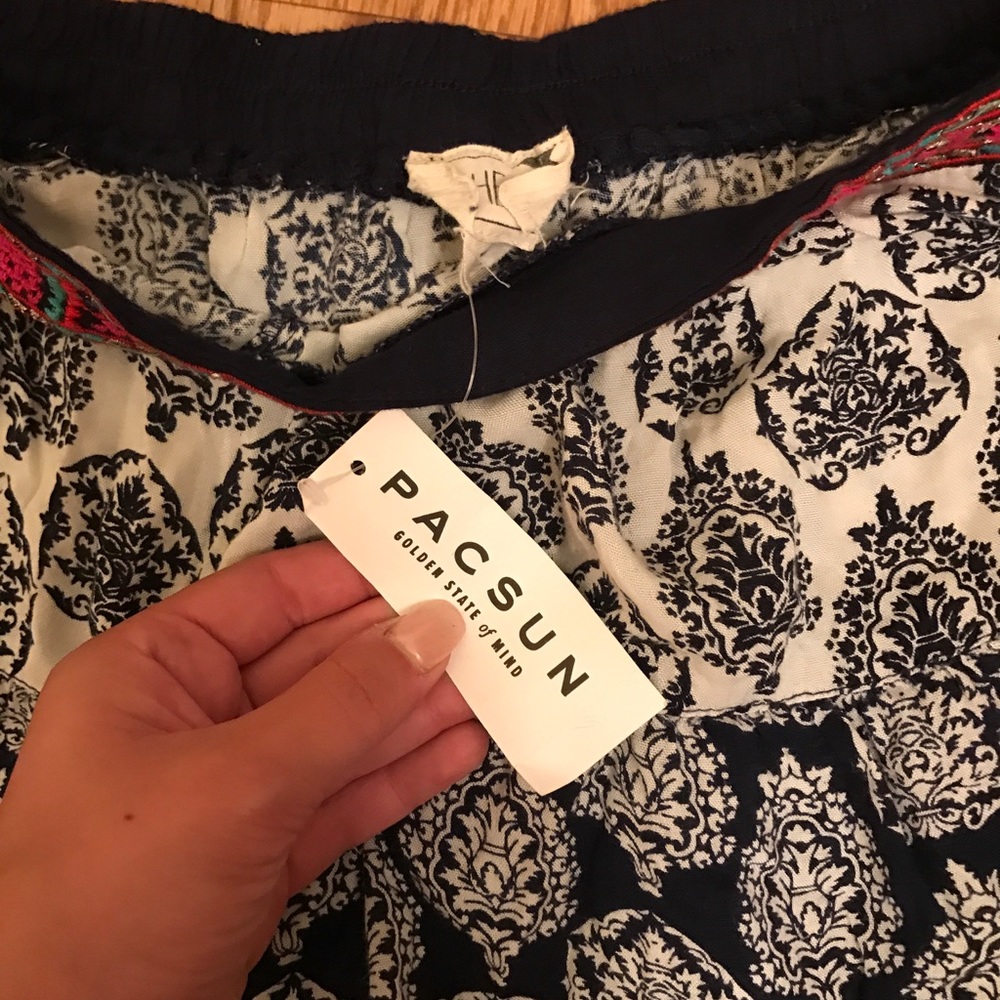 PACSUN
GOLDEN STATE of MIND